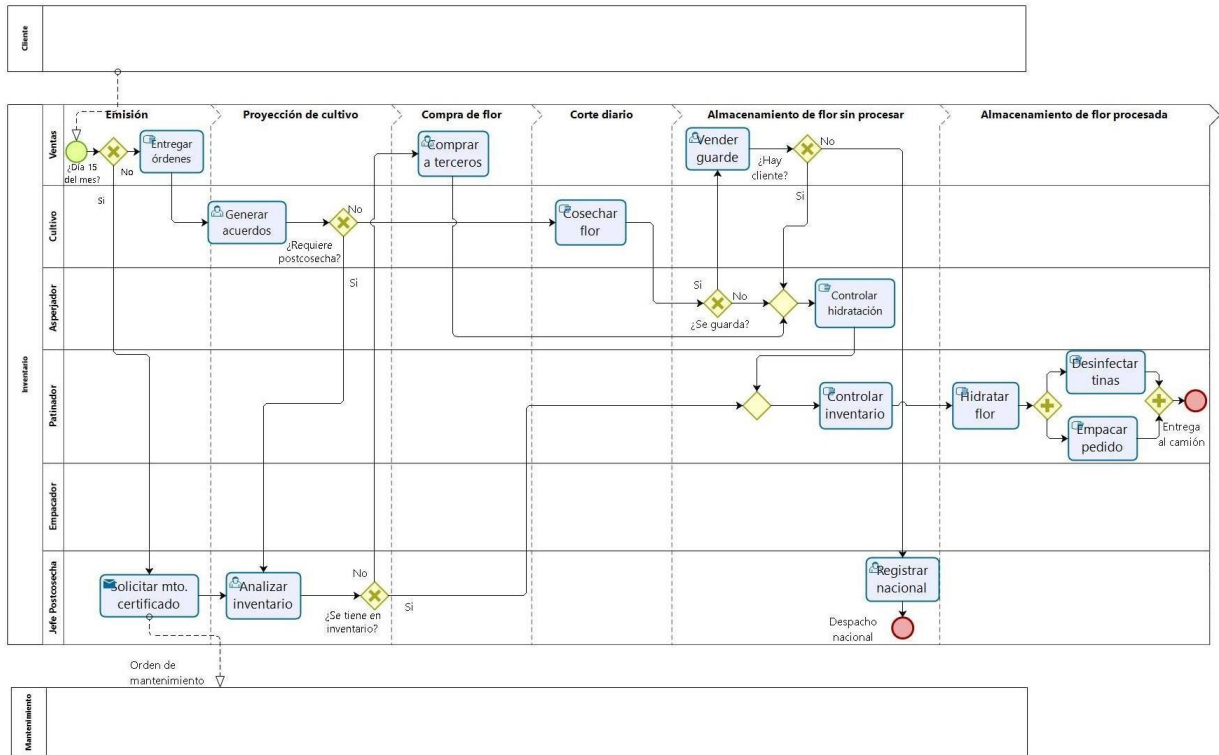 Cliente
Inventario
Emisión
Proyección de cultivo
Compra de flor
Corte diario
Almacenamiento de flor sin procesar
Almacenamiento de flor procesada
Ventas
¿Día 15
del mes?
No
Si
Entregar
órdenes
Comprar
a terceros
Vender
guarde
¿Hay
cliente?
No
Si
Cultivo
Generar
acuerdos
¿Requiere
postcosecha?
No
Si
Cosechar
flor
Asperjador
Si
No
¿Se guarda?
Controlar
hidratación
Patinador
Controlar
inventario
Hidratar
flor
Desinfectar
tinas
Empacar
pedido
Entrega
al camión
Empacador
Jefe Postcosecha
Solicitar mto.
certificado
Analizar
inventario
No
Si
¿Se tiene en
inventario?
Registrar
nacional
Despacho
nacional
Orden de
mantenimiento
Mantenimiento